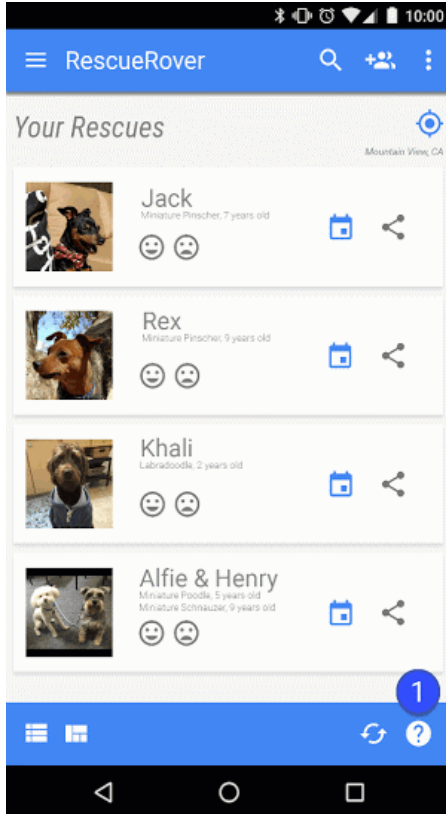 10:00
RescueRover
Your Rescues
Mountain View, CA
Jack
Miniature Pinscher, 7 years old
Rex
Miniature Pinscher, 9 years old
Khali
Labradoodle, 2 years old
Alfie & Henry
Miniature Poodle, 5 years old
Miniature Schnauzer, 9 years old
1
?